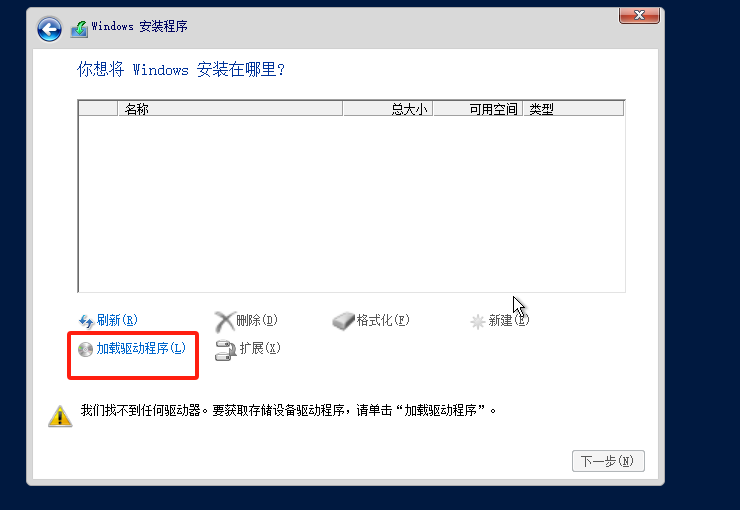 Windows 安装程序
你想将 Windows 安装在哪里?
名称 总大小 可用空间 类型
刷新(R) 删除(D) 格式化(F) 新建(E)
加载驱动程序(L) 扩展(X)
我们找不到任何驱动器。要获取存储设备驱动程序，请单击“加载驱动程序”。
下一步(N)